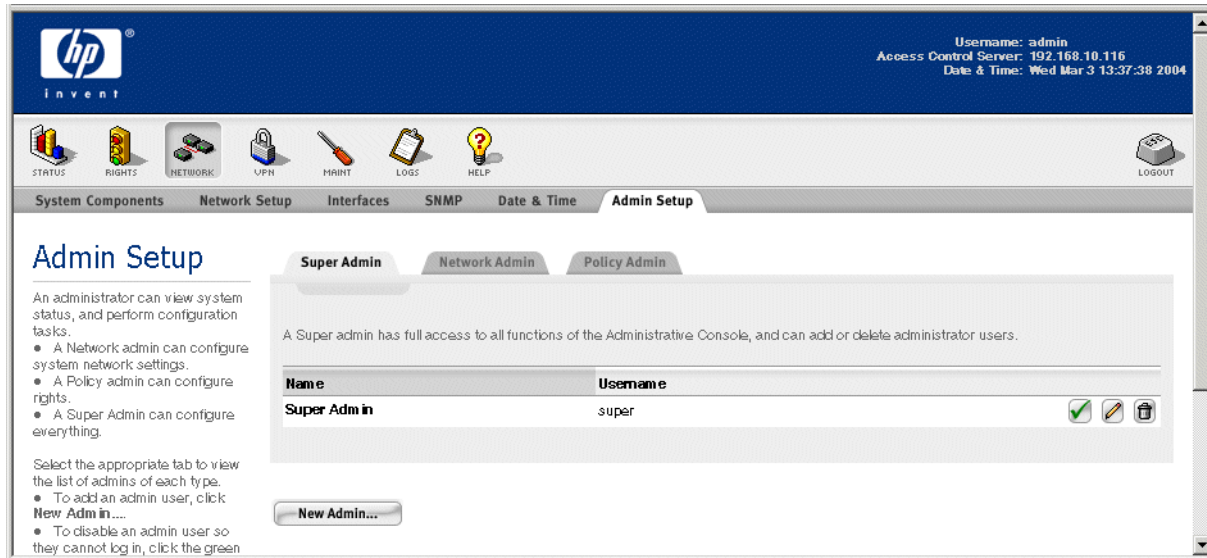 hp
®
invent
Username: admin
Access Control Server: 192.168.10.116
Date & Time: Wed Mar 3 13:37:38 2004
STATUS RIGHTS NETWORK VPN MAINT LOGS HELP LOGOUT
System Components Network Setup Interfaces SNMP Date & Time Admin Setup
Admin Setup
An administrator can view system
status, and perform configuration
tasks.
• A Network admin can configure
system network settings.
• A Policy admin can configure
rights.
• A Super Admin can configure
everything.
Select the appropriate tab to view
the list of admins of each type.
• To add an admin user, click
New Admin....
• To disable an admin user so
they cannot log in, click the green
Super Admin Network Admin Policy Admin
A Super admin has full access to all functions of the Administrative Console, and can add or delete administrator users.
Name Username
Super Admin super
New Admin...